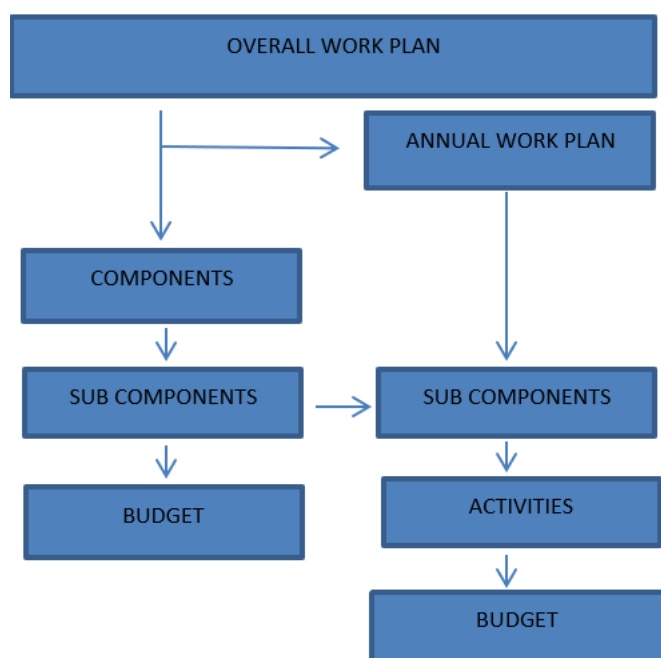 OVERALL WORK PLAN
ANNUAL WORK PLAN
COMPONENTS
SUB COMPONENTS
SUB COMPONENTS
BUDGET
ACTIVITIES
BUDGET